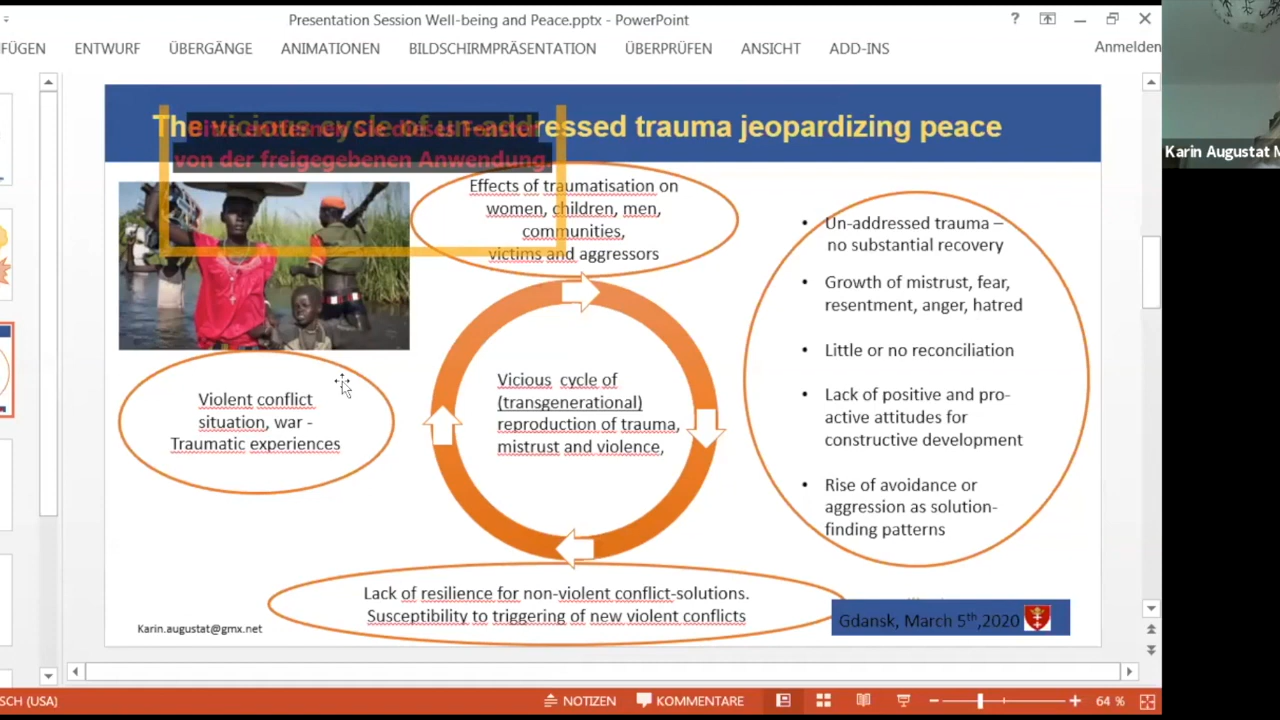 Presentation Session Well-being and Peace.pptx - PowerPoint
?
FÜGEN ENTWURF ÜBERGÄNGE ANIMATIONEN BILDSCHIRMPRÄSENTATION ÜBERPRÜFEN ANSICHT ADD-INS
Anmelden
The vicious cycle of un-addressed trauma jeopardizing peace
Bitte entfernen Sie dieses Fenster
von der freigegebenen Anwendung
Karin Augustat M
Effects of traumatisation on
women, children, men,
communities,
victims and aggressors
• Un-addressed trauma –
no substantial recovery
• Growth of mistrust, fear,
resentment, anger, hatred
• Little or no reconciliation
• Lack of positive and pro-
active attitudes for
constructive development
• Rise of avoidance or
aggression as solution-
finding patterns
Violent conflict
situation, war -
Traumatic experiences
Vicious cycle of
(transgenerational)
reproduction of trauma,
mistrust and violence,
Lack of resilience for non-violent conflict-solutions.
Susceptibility to triggering of new violent conflicts
Karin.augustat@gmx.net
Gdansk, March 5th,2020
SCH (USA)
NOTIZEN KOMMENTARE
64 %